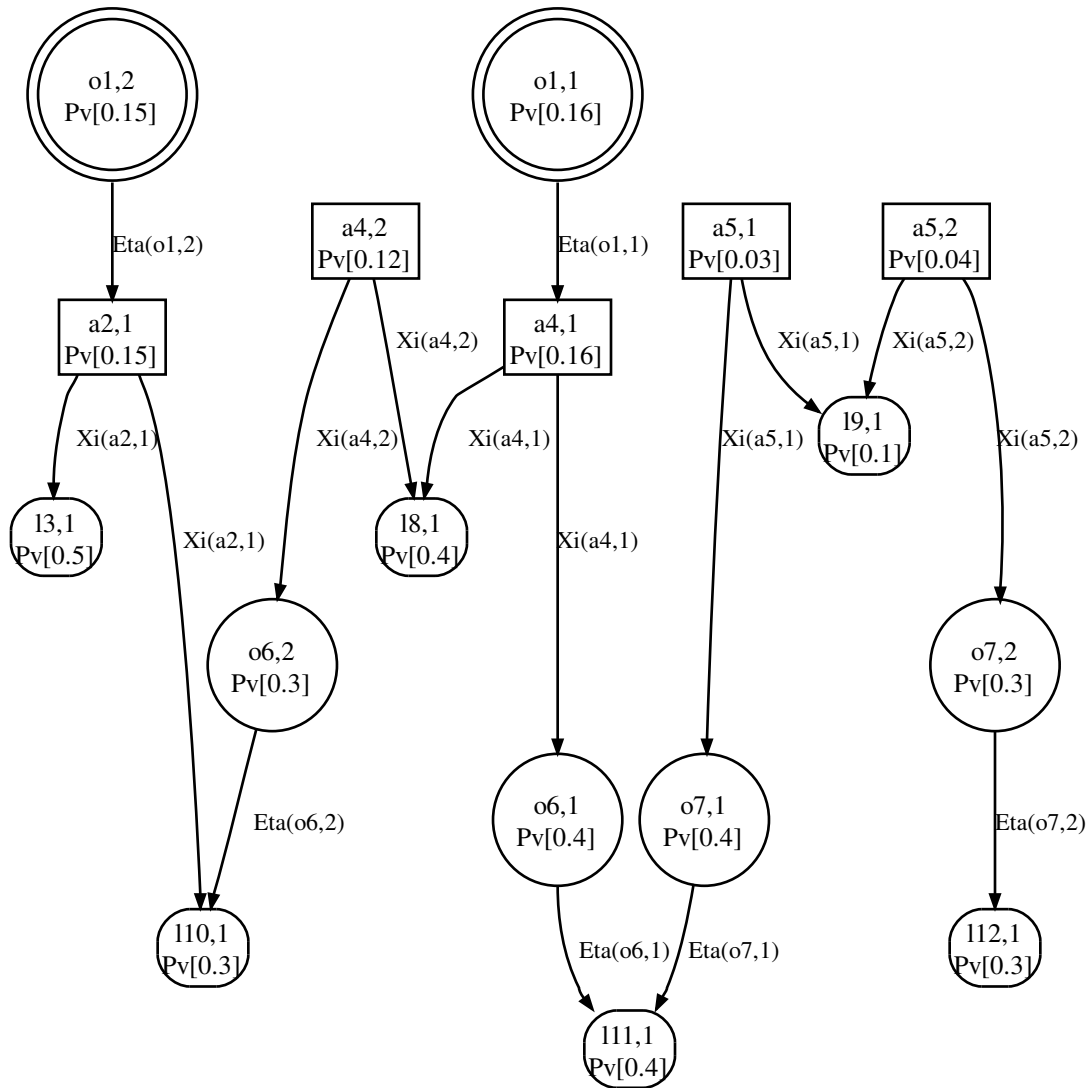 o1,2
Pv[0.15]
o1,1
Pv[0.16]
Eta(o1,2)
a4,2
Pv[0.12]
Eta(o1,1)
a5,1
Pv[0.03]
a5,2
Pv[0.04]
a2,1
Pv[0.15]
Xi(a4,2)
a4,1
Pv[0.16]
Xi(a5,1)
Xi(a5,2)
Xi(a2,1)
Xi(a4,2)
Xi(a4,1)
Xi(a5,1)
l9,1
Pv[0.1]
Xi(a5,2)
l3,1
Pv[0.5]
Xi(a2,1)
l8,1
Pv[0.4]
Xi(a4,1)
o6,2
Pv[0.3]
o7,2
Pv[0.3]
Eta(o6,2)
o6,1
Pv[0.4]
o7,1
Pv[0.4]
Eta(o7,2)
l10,1
Pv[0.3]
Eta(o6,1)
Eta(o7,1)
l12,1
Pv[0.3]
l11,1
Pv[0.4]